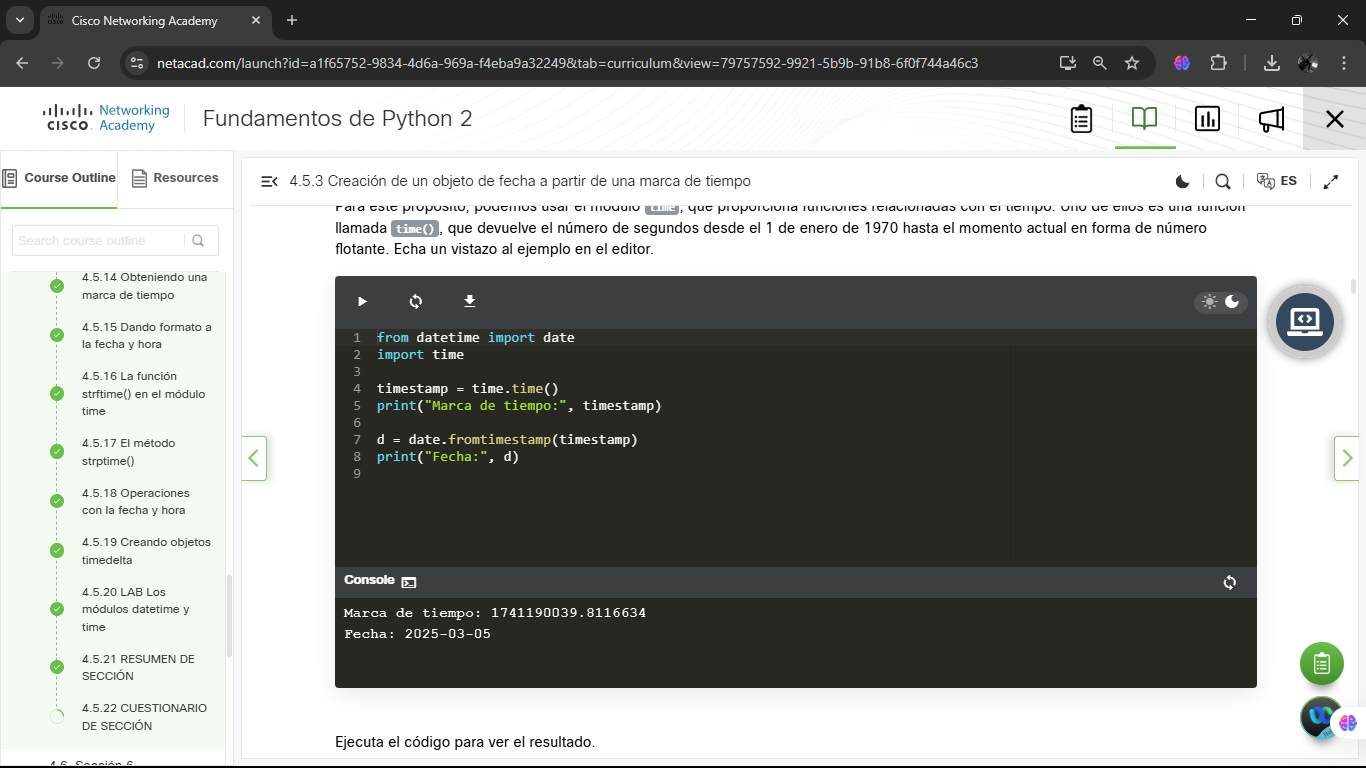 Cisco Networking Academy
netacad.com/launch?id=a1f65752-9834-4d6a-969a-f4eba9a32249&tab=curriculum&view=79757592-9921-5b9b-91b8-6f0f744a46c3
CISCO Networking Academy
Fundamentos de Python 2
Course Outline
Resources
Search course outline
4.5.14 Obteniendo una
marca de tiempo
4.5.15 Dando formato a
la fecha y hora
4.5.16 La función
strftime() en el módulo
time
4.5.17 El método
strptime()
4.5.18 Operaciones
con la fecha y hora
4.5.19 Creando objetos
timedelta
4.5.20 LAB Los
módulos datetime y
time
4.5.21 RESUMEN DE
SECCIÓN
4.5.22 CUESTIONARIO
DE SECCIÓN
4.6. Sección 6
4.5.3 Creación de un objeto de fecha a partir de una marca de tiempo
ES
Para este propósito, podemos usar el módulo time, que proporciona funciones relacionadas con el tiempo. Uno de ellos es una función
llamada time(), que devuelve el número de segundos desde el 1 de enero de 1970 hasta el momento actual en forma de número
flotante. Echa un vistazo al ejemplo en el editor.
1 from datetime import date
2 import time
3
4 timestamp = time.time()
5 print("Marca de tiempo:", timestamp)
6
7 d = date.fromtimestamp(timestamp)
8 print("Fecha:", d)
9
Console
Marca de tiempo: 1741190039.8116634
Fecha: 2025-03-05
Ejecuta el código para ver el resultado.